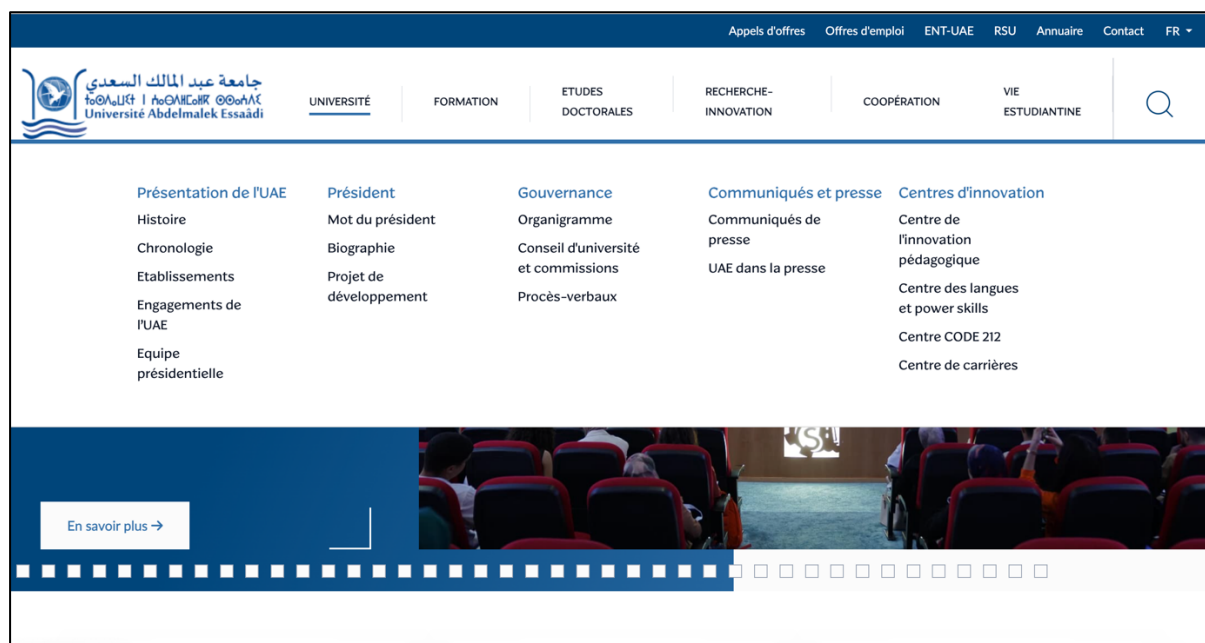 Appels d'offres Offres d'emploi ENT-UAE RSU Annuaire Contact FR
جامعة عبد المالك السعدي
Université Abdelmalek Essaâdi
UNIVERSITÉ
FORMATION
ETUDES
DOCTORALES
RECHERCHE-
INNOVATION
COOPÉRATION
VIE
ESTUDIANTINE
Présentation de l'UAE
Histoire
Chronologie
Etablissements
Engagements de
l'UAE
Equipe
présidentielle
Président
Mot du président
Biographie
Projet de
développement
Gouvernance
Organigramme
Conseil d'université
et commissions
Procès-verbaux
Communiqués et presse
Communiqués de
presse
UAE dans la presse
Centres d'innovation
Centre de
l'innovation
pédagogique
Centre des langues
et power skills
Centre CODE 212
Centre de carrières
En savoir plus →